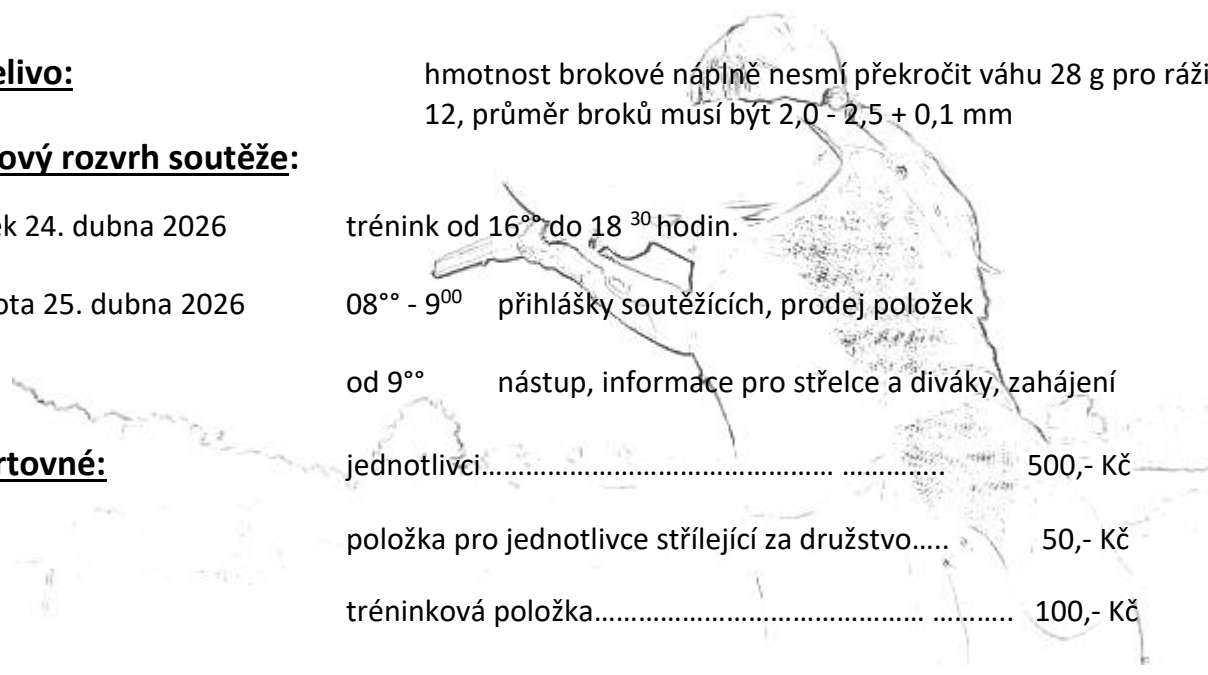 elivo: hmotnost brokové náplně nesmí překročit váhu 28 g pro ráži
12, průměr broků musí být 2,0 - 2,5 + 0,1 mm
ový rozvrh soutěže:
ek 24. dubna 2026 trénink od 16°° do 18 30 hodin.
ota 25. dubna 2026 08°° - 900 přihlášky soutěžících, prodej položek
od 9°° nástup, informace pro střelce a diváky, zahájení
rtovné: jednotlivci………………………………………… ………….. 500,- Kč
položka pro jednotlivce střílející za družstvo….. 50,- Kč
tréninková položka……………………………………… ……….. 100,- Kč